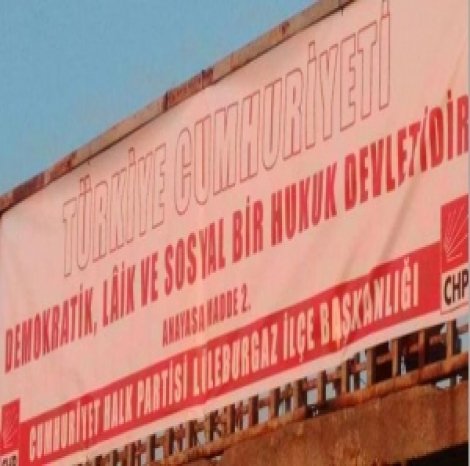 TÜRKİYE CUMHURİYETİ
DEMOKRATİK, LÂİK VE SOSYAL BİR HUKUK DEVLETİDİR
ANAYASA MADDE 2.
CUMHURİYET HALK PARTİSİ LÜLEBURGAZ İLÇE BAŞKANLIĞI
CHP
CHP